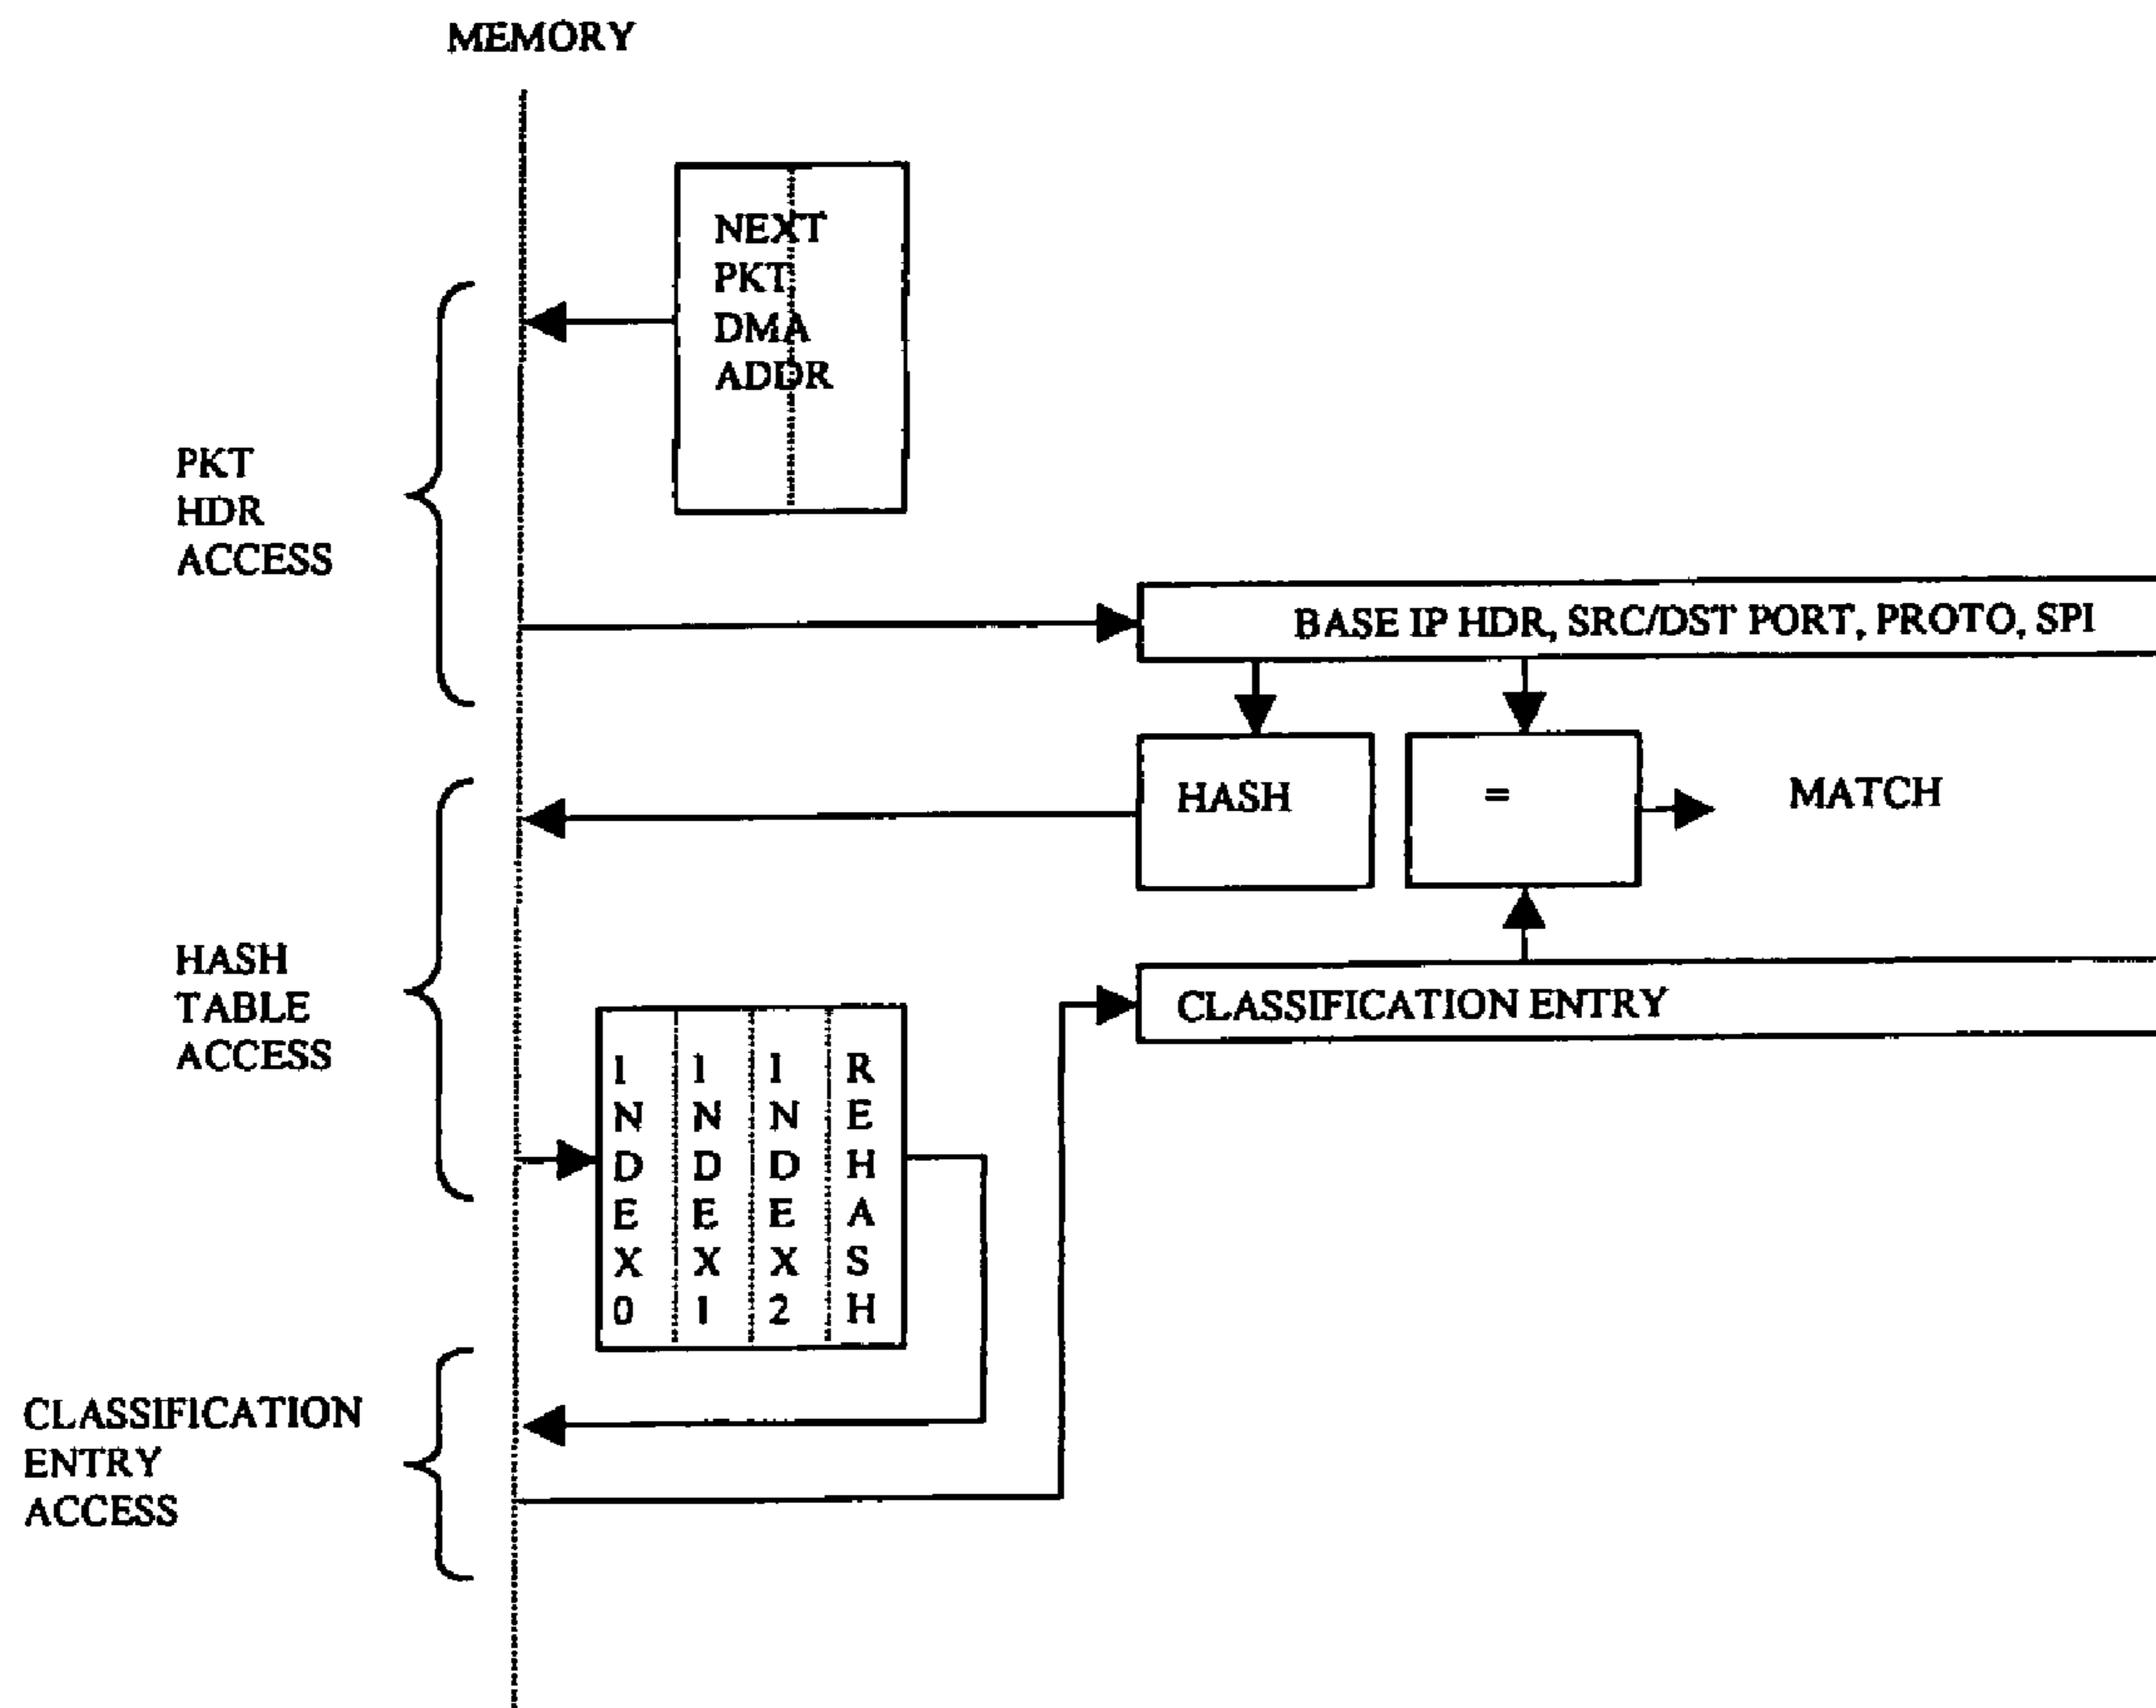 MEMORY
NEXT
PKT
DMA
ADDR
PKT
HDR
ACCESS
BASE IP HDR, SRC/DST PORT, PROTO, SPI
HASH
=
MATCH
HASH
TABLE
ACCESS
CLASSIFICATION ENTRY
INDEX0
INDEX1
INDEX2
REHASH
CLASSIFICATION
ENTRY
ACCESS